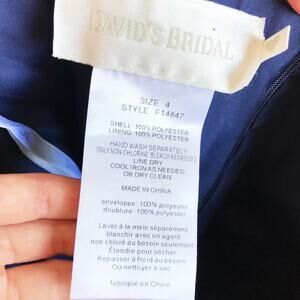 DAVID'S BRIDAL
SIZE 4
STYLE F14847
SHELL: 100% POLYESTER
LINING: 100% POLYESTER
HAND WASH SEPARATELY
ONLY NON-CHLORINE BLEACH AS NEEDED
LINE DRY
COOL IRON AS NEEDED
OR DRY CLEAN
MADE IN CHINA
enveloppe: 100% polyester
doublure: 100% polyester
Laver à la main séparément
blanchir avec un agent
non chloré au besoin seulement
Étendre pour sécher
Repasser à froid au besoin
Ou nettoyer à sec
fabriqué en Chine